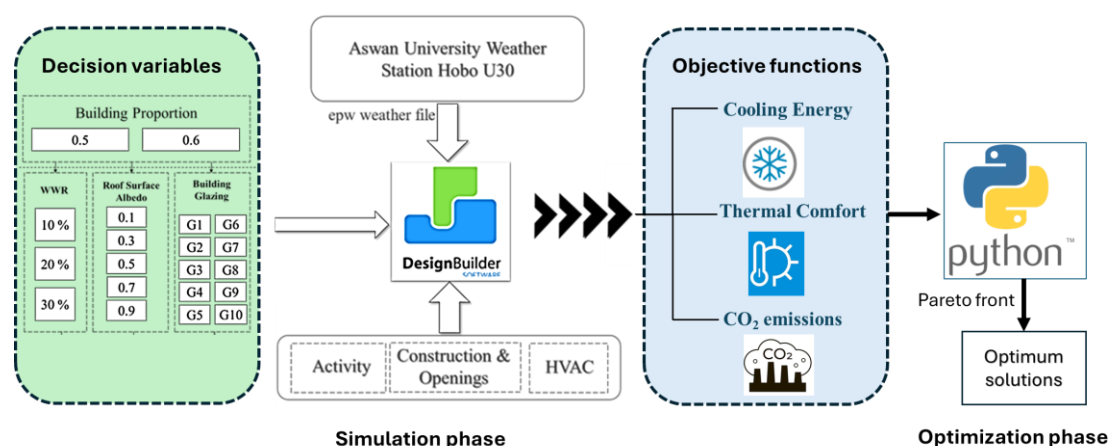 Decision variables
Building Proportion
0.5
0.6
WWR
10 %
20 %
30 %
Roof Surface
Albedo
0.1
0.3
0.5
0.7
0.9
Building
Glazing
G1
G6
G2
G7
G3
G8
G4
G9
G5
G10
Aswan University Weather
Station Hobo U30
epw weather file
DesignBuilder
SOFTWARE
Activity
Construction &
Openings
HVAC
Simulation phase
Objective functions
Cooling Energy
Thermal Comfort
CO₂ emissions
CO₂
python™
Pareto front
Optimum
solutions
Optimization phase